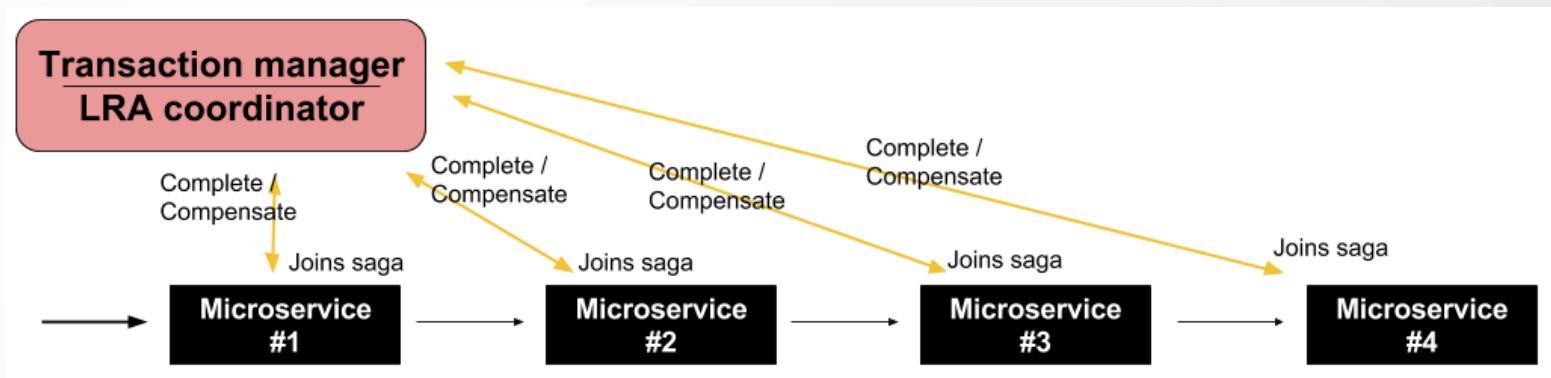 Transaction manager
LRA coordinator
Complete /
Compensate
Complete /
Compensate
Complete /
Compensate
Complete /
Compensate
Joins saga
Joins saga
Joins saga
Joins saga
Microservice
#1
Microservice
#2
Microservice
#3
Microservice
#4